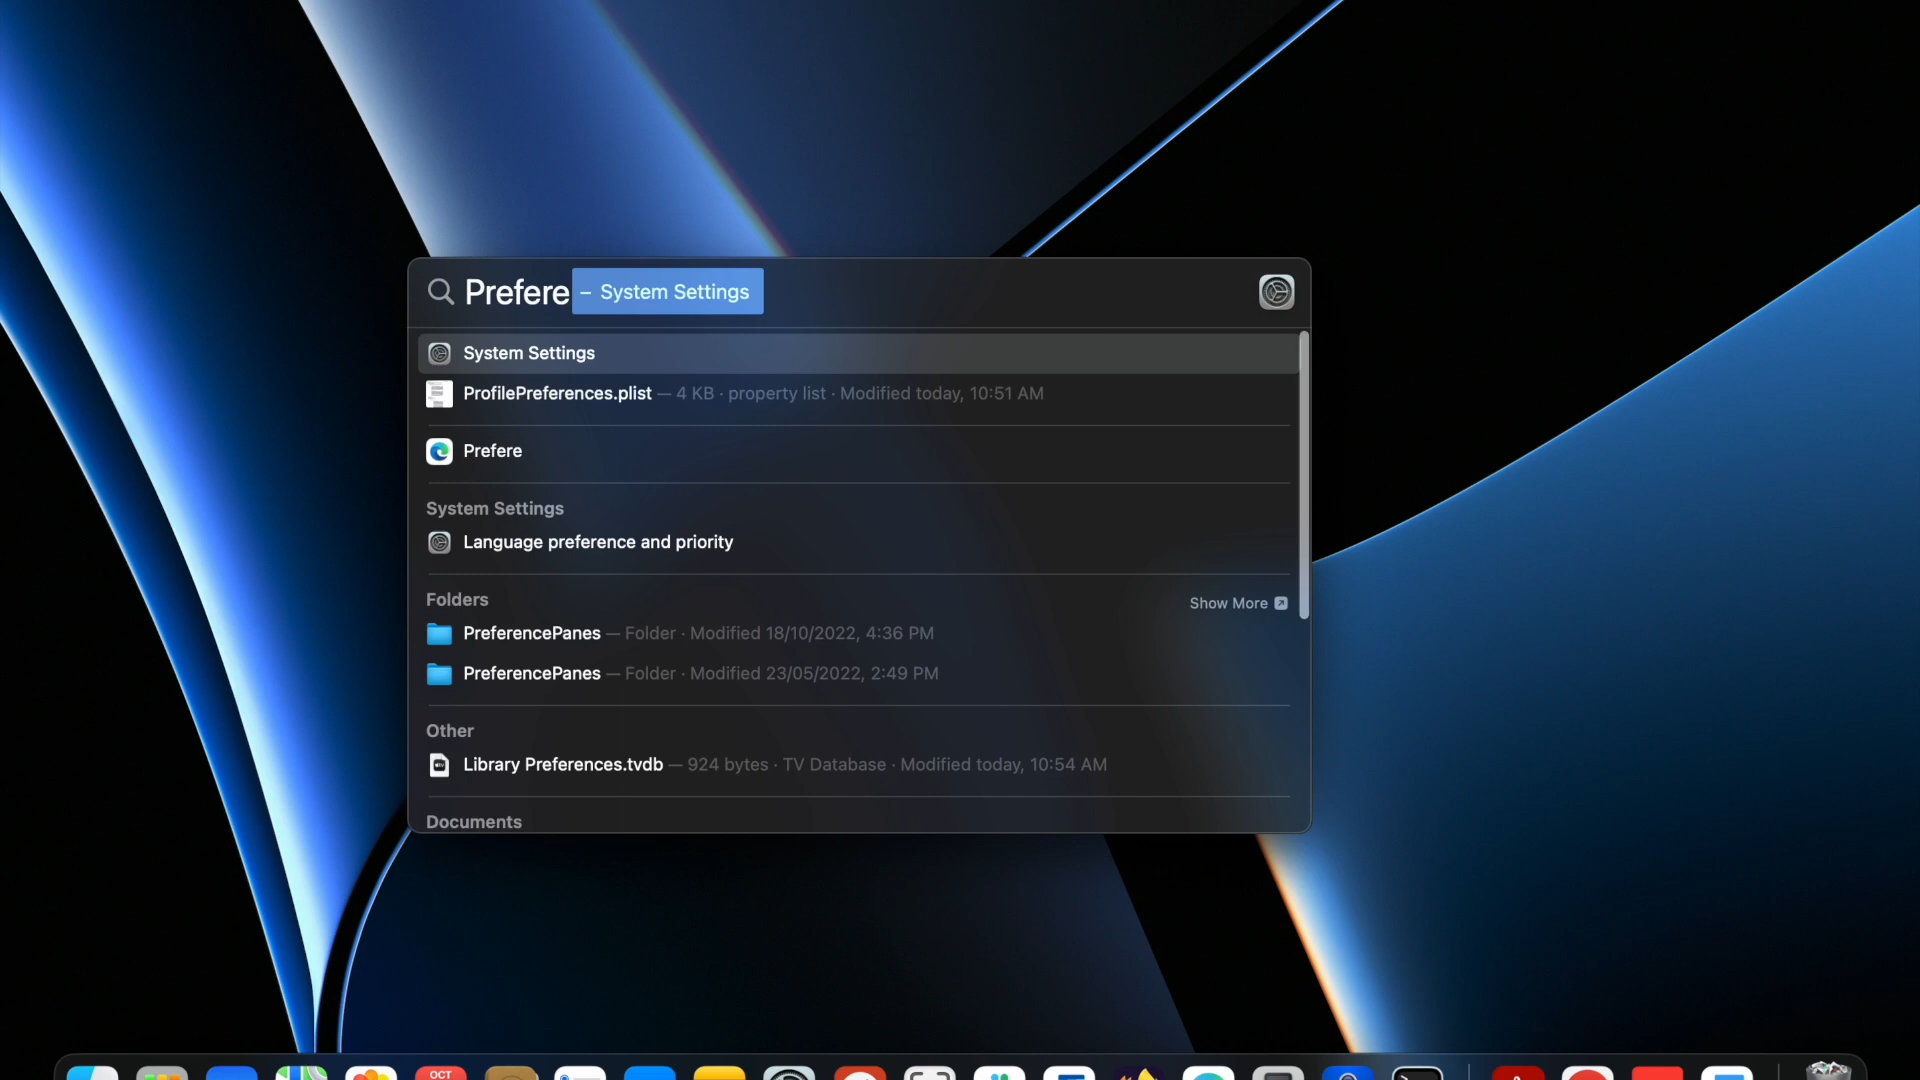 Prefere – System Settings
System Settings
ProfilePreferences.plist — 4 KB · property list · Modified today, 10:51 AM
Prefere
System Settings
Language preference and priority
Folders
Show More
PreferencePanes — Folder · Modified 18/10/2022, 4:36 PM
PreferencePanes — Folder · Modified 23/05/2022, 2:49 PM
Other
Library Preferences.tvdb — 924 bytes · TV Database · Modified today, 10:54 AM
Documents
OCT